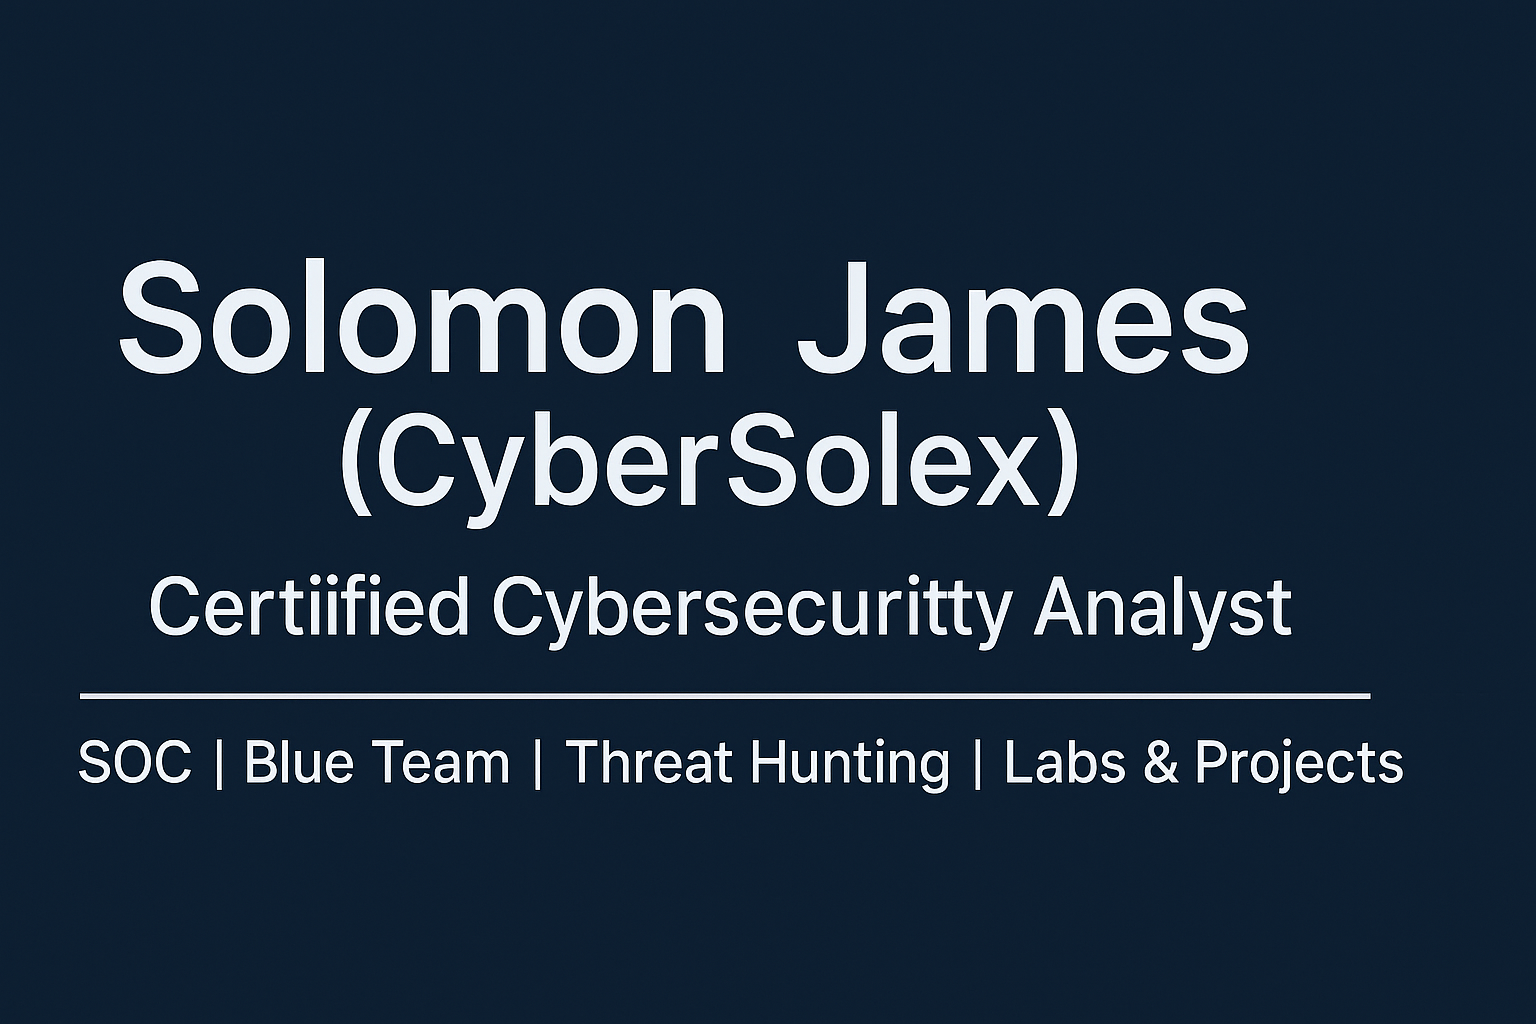 Solomon James
(CyberSolex)
Certiified Cybersecuritty Analyst
SOC | Blue Team | Threat Hunting | Labs & Projects